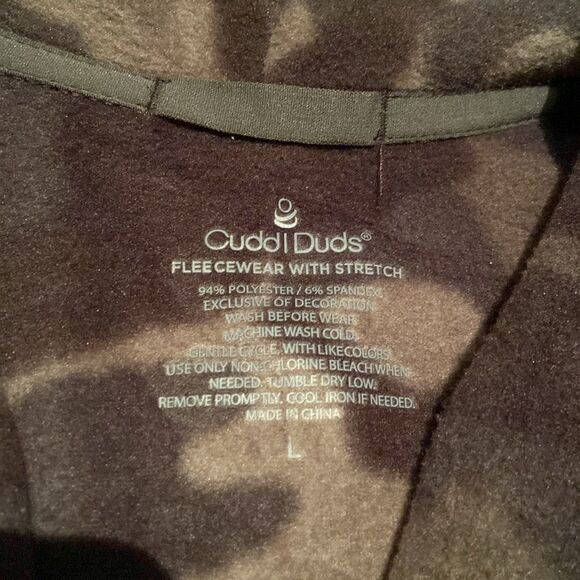 Cuddl Duds®
FLEECEWEAR WITH STRETCH
94% POLYESTER / 6% SPANDEX
EXCLUSIVE OF DECORATION
WASH BEFORE WEAR
MACHINE WASH COLD.
GENTLE CYCLE, WITH LIKE COLORS.
USE ONLY NON-CHLORINE BLEACH WHEN
NEEDED. TUMBLE DRY LOW.
REMOVE PROMPTLY. COOL IRON IF NEEDED.
MADE IN CHINA
L